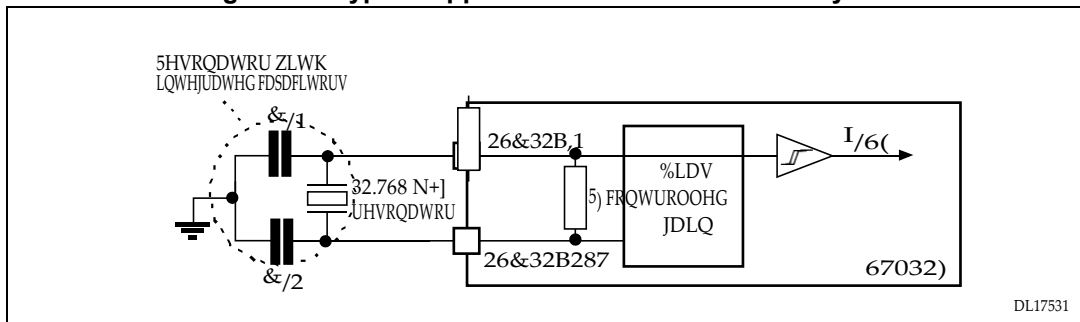 5HVRQDWRU ZLWK
LQWHJUDWHG FDSDFLWRUV
&/1
26&32B,1
I/6(
%LDV
32.768 N+]
UHVRQDWRU
5) FRQWUROOHG
JDLQ
26&32B287
67032)
&/2
DL17531